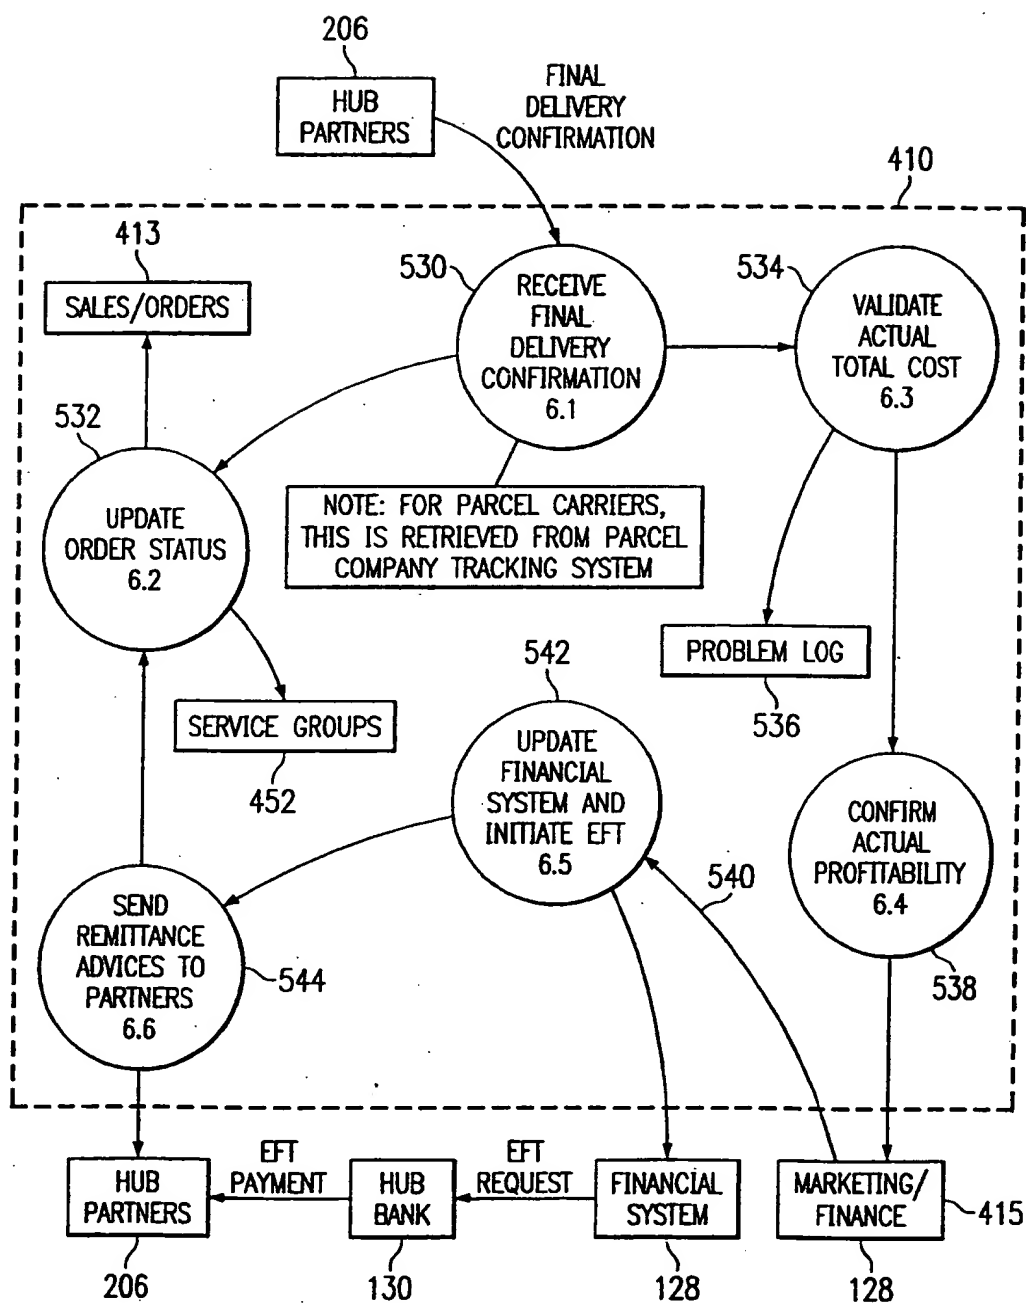 206
HUB
PARTNERS
FINAL
DELIVERY
CONFIRMATION
410
413
SALES/ORDERS
530
RECEIVE
FINAL
DELIVERY
CONFIRMATION
6.1
534
VALIDATE
ACTUAL
TOTAL COST
6.3
532
UPDATE
ORDER STATUS
6.2
NOTE: FOR PARCEL CARRIERS,
THIS IS RETRIEVED FROM PARCEL
COMPANY TRACKING SYSTEM
PROBLEM LOG
536
SERVICE GROUPS
452
542
UPDATE
FINANCIAL
SYSTEM AND
INITIATE EFT
6.5
540
CONFIRM
ACTUAL
PROFITABILITY
6.4
538
SEND
REMITTANCE
ADVICES TO
PARTNERS
6.6
544
HUB
PARTNERS
206
EFT
PAYMENT
HUB
BANK
130
EFT
REQUEST
FINANCIAL
SYSTEM
128
MARKETING/
FINANCE
415
128